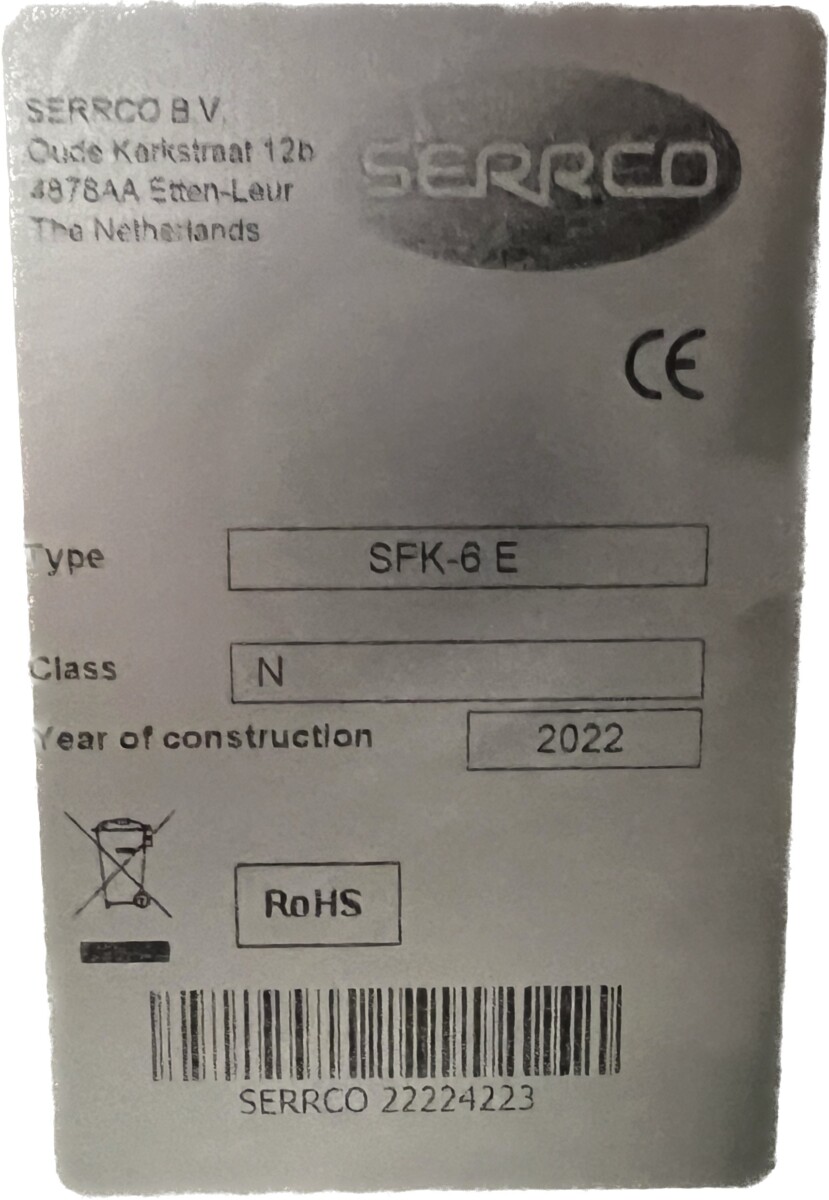 SERRCO B.V.
Oude Kerkstraat 12b
4878AA Etten-Leur
The Netherlands
SERRCO
CE
Type SFK-6 E
Class N
Year of construction 2022
RoHS
SERRCO 22224223